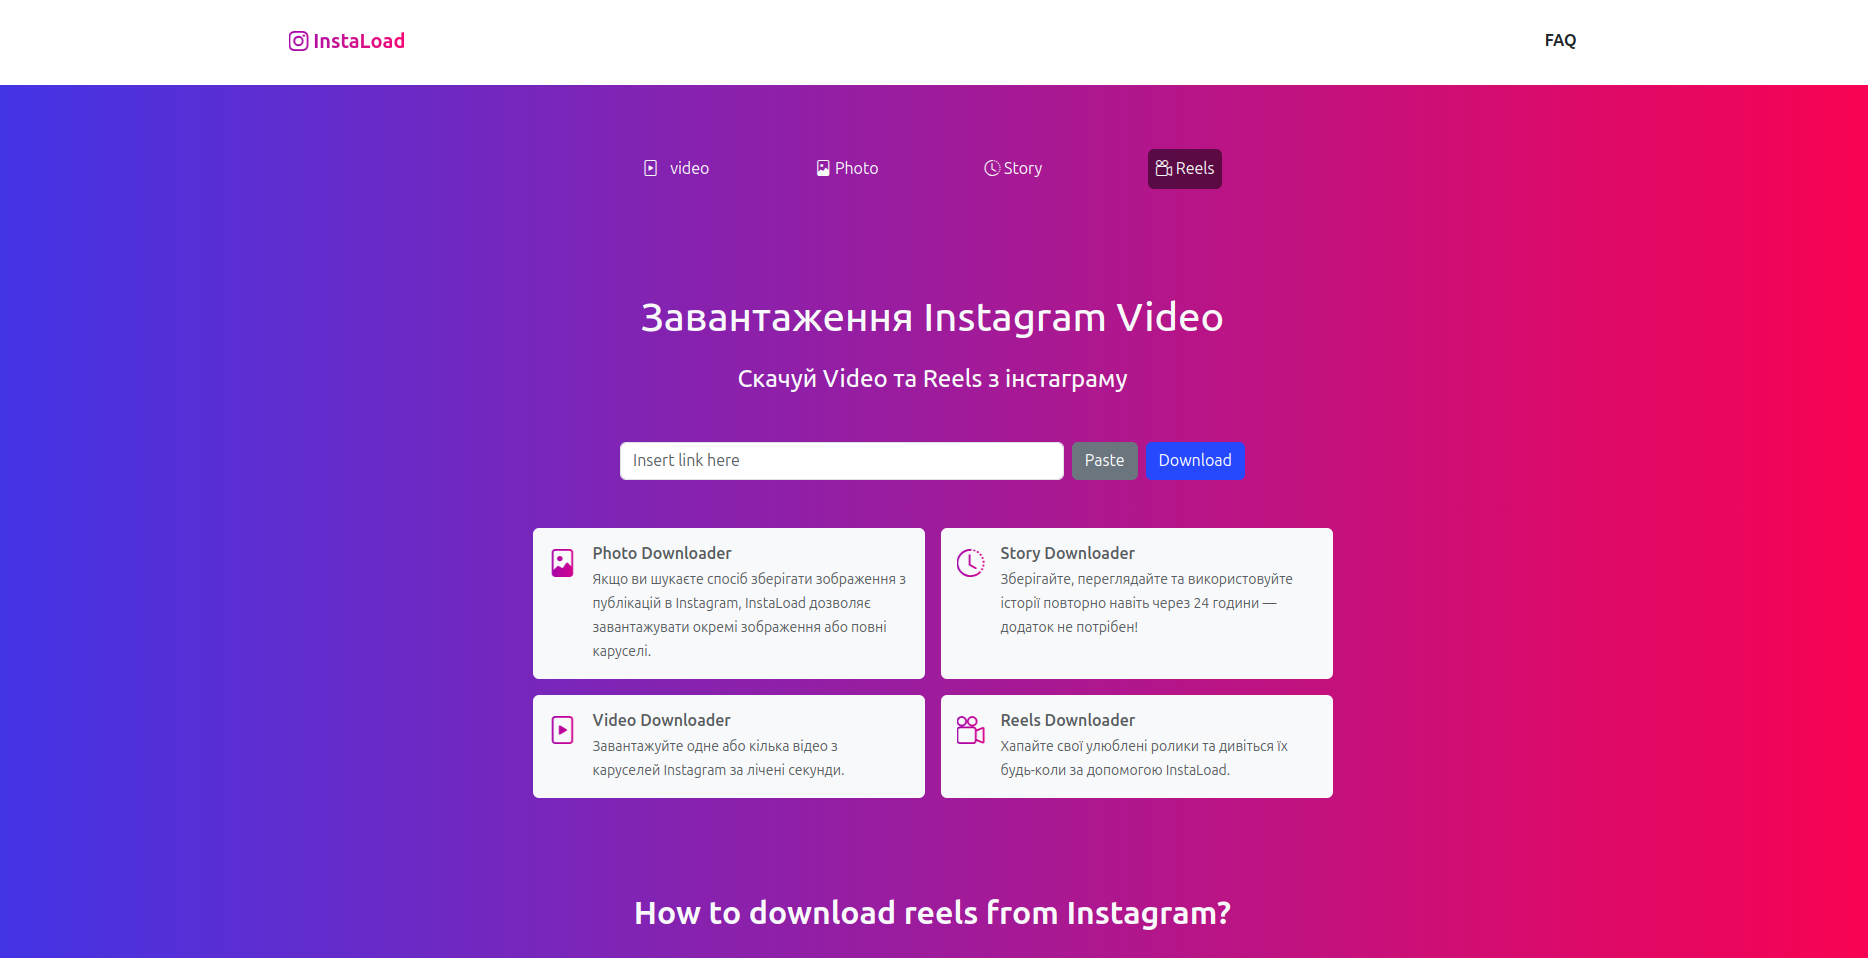 InstaLoad
FAQ
video
Photo
Story
Reels
Завантаження Instagram Video
Скачуй Video та Reels з інстаграму
Insert link here
Paste
Download
Photo Downloader
Якщо ви шукаєте спосіб зберігати зображення з
публікацій в Instagram, InstaLoad дозволяє
завантажувати окремі зображення або повні
каруселі.
Story Downloader
Зберігайте, переглядайте та використовуйте
історії повторно навіть через 24 години —
додаток не потрібен!
Video Downloader
Завантажуйте одне або кілька відео з
каруселей Instagram за лічені секунди.
Reels Downloader
Хапайте свої улюблені ролики та дивіться їх
будь-коли за допомогою InstaLoad.
How to download reels from Instagram?